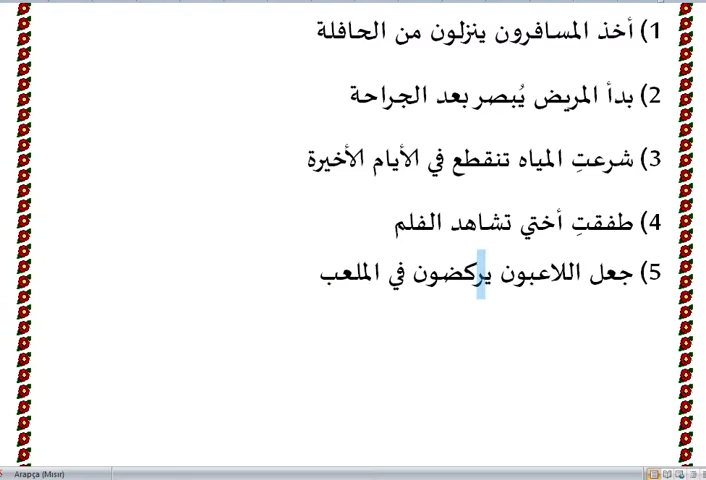 1) أخذ المسافرون ينزلون من الحافلة
2) بدأ المريض يُبصر بعد الجراحة
3) شرعتِ المياه تنقطع في الأيام الأخيرة
4) طفقتِ أختي تشاهد الفلم
5) جعل اللاعبون يركضون في الملعب
Arapça (Mısır)